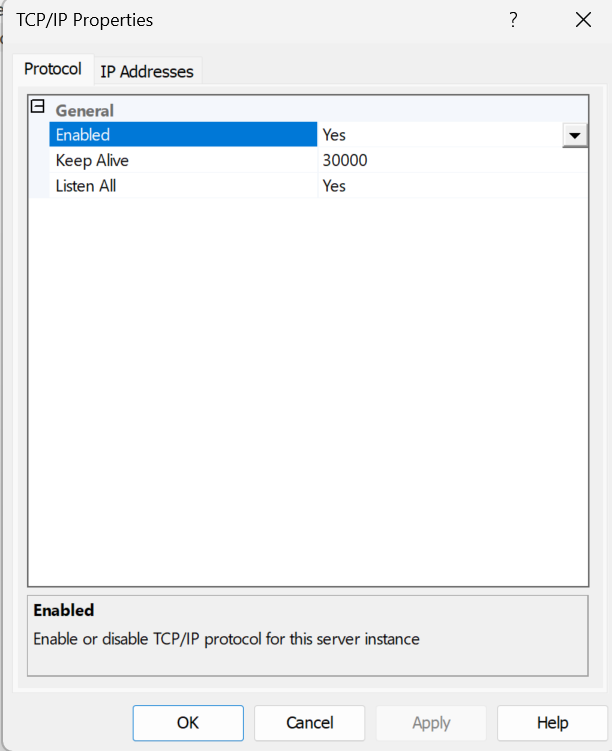 TCP/IP Properties
?
Protocol
IP Addresses
General
Enabled Yes
Keep Alive 30000
Listen All Yes
Enabled
Enable or disable TCP/IP protocol for this server instance
OK Cancel Apply Help